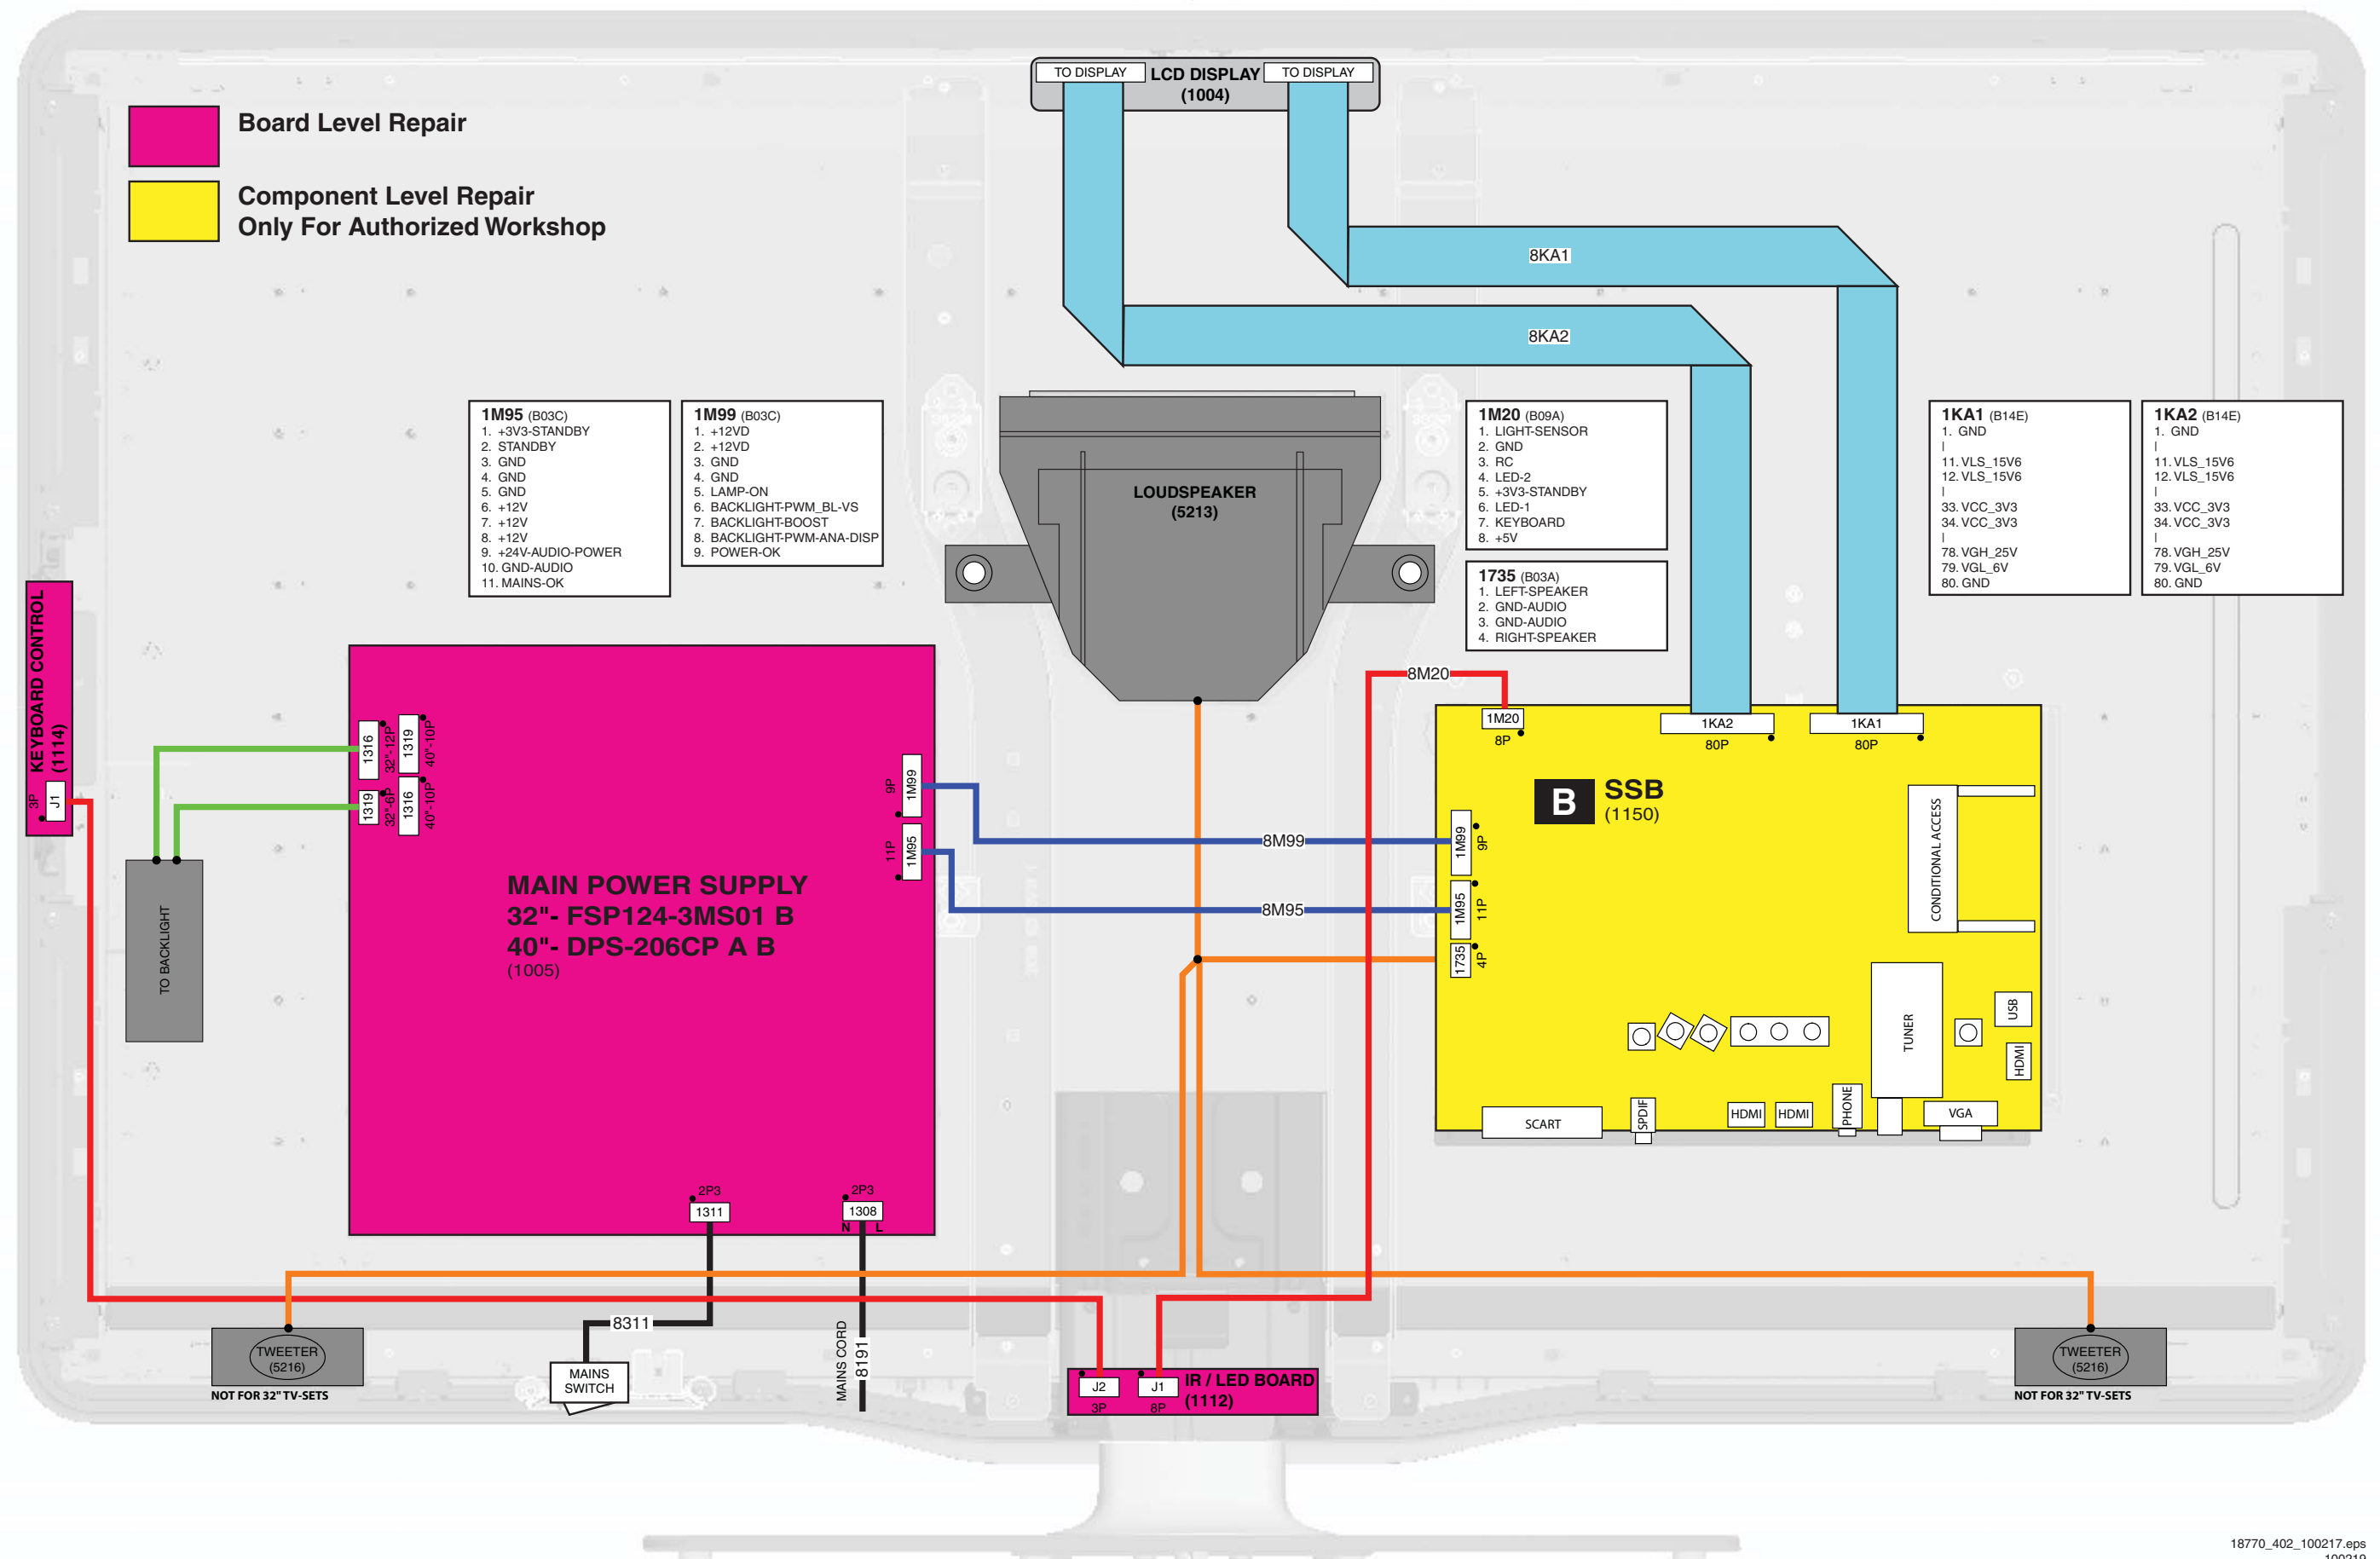 TO DISPLAY
LCD DISPLAY
(1004)
TO DISPLAY
Board Level Repair
Component Level Repair
Only For Authorized Workshop
8KA1
8KA2
1M95 (B03C)
1. +3V3-STANDBY
2. STANDBY
3. GND
4. GND
5. GND
6. +12V
7. +12V
8. +12V
9. +24V-AUDIO-POWER
10. GND-AUDIO
11. MAINS-OK
1M99 (B03C)
1. +12VD
2. +12VD
3. GND
4. GND
5. LAMP-ON
6. BACKLIGHT-PWM_BL-VS
7. BACKLIGHT-BOOST
8. BACKLIGHT-PWM-ANA-DISP
9. POWER-OK
LOUDSPEAKER
(5213)
1M20 (B09A)
1. LIGHT-SENSOR
2. GND
3. RC
4. LED-2
5. +3V3-STANDBY
6. LED-1
7. KEYBOARD
8. +5V
1735 (B03A)
1. LEFT-SPEAKER
2. GND-AUDIO
3. GND-AUDIO
4. RIGHT-SPEAKER
1KA1 (B14E)
1. GND
|
11. VLS_15V6
12. VLS_15V6
|
33. VCC_3V3
34. VCC_3V3
|
78. VGH_25V
79. VGL_6V
80. GND
1KA2 (B14E)
1. GND
|
11. VLS_15V6
12. VLS_15V6
|
33. VCC_3V3
34. VCC_3V3
|
78. VGH_25V
79. VGL_6V
80. GND
KEYBOARD CONTROL
(1114)
3P
J1
TO BACKLIGHT
1316
32"-12P
1319
40"-10P
1319
32"-6P
1316
40"-10P
9P
1M99
11P
1M95
MAIN POWER SUPPLY
32"- FSP124-3MS01 B
40"- DPS-206CP A B
(1005)
2P3
1311
2P3
1308
N L
8M20
8M99
8M95
1M20
8P
1KA2
80P
1KA1
80P
B SSB
(1150)
1M99
9P
1M95
11P
1735
4P
CONDITIONAL ACCESS
TUNER
USB
HDMI
SCART
SPDIF
HDMI
HDMI
PHONE
VGA
8311
MAINS CORD
8191
MAINS
SWITCH
TWEETER
(5216)
NOT FOR 32" TV-SETS
J2
3P
J1
8P
IR / LED BOARD
(1112)
TWEETER
(5216)
NOT FOR 32" TV-SETS
18770_402_100217.eps
100219